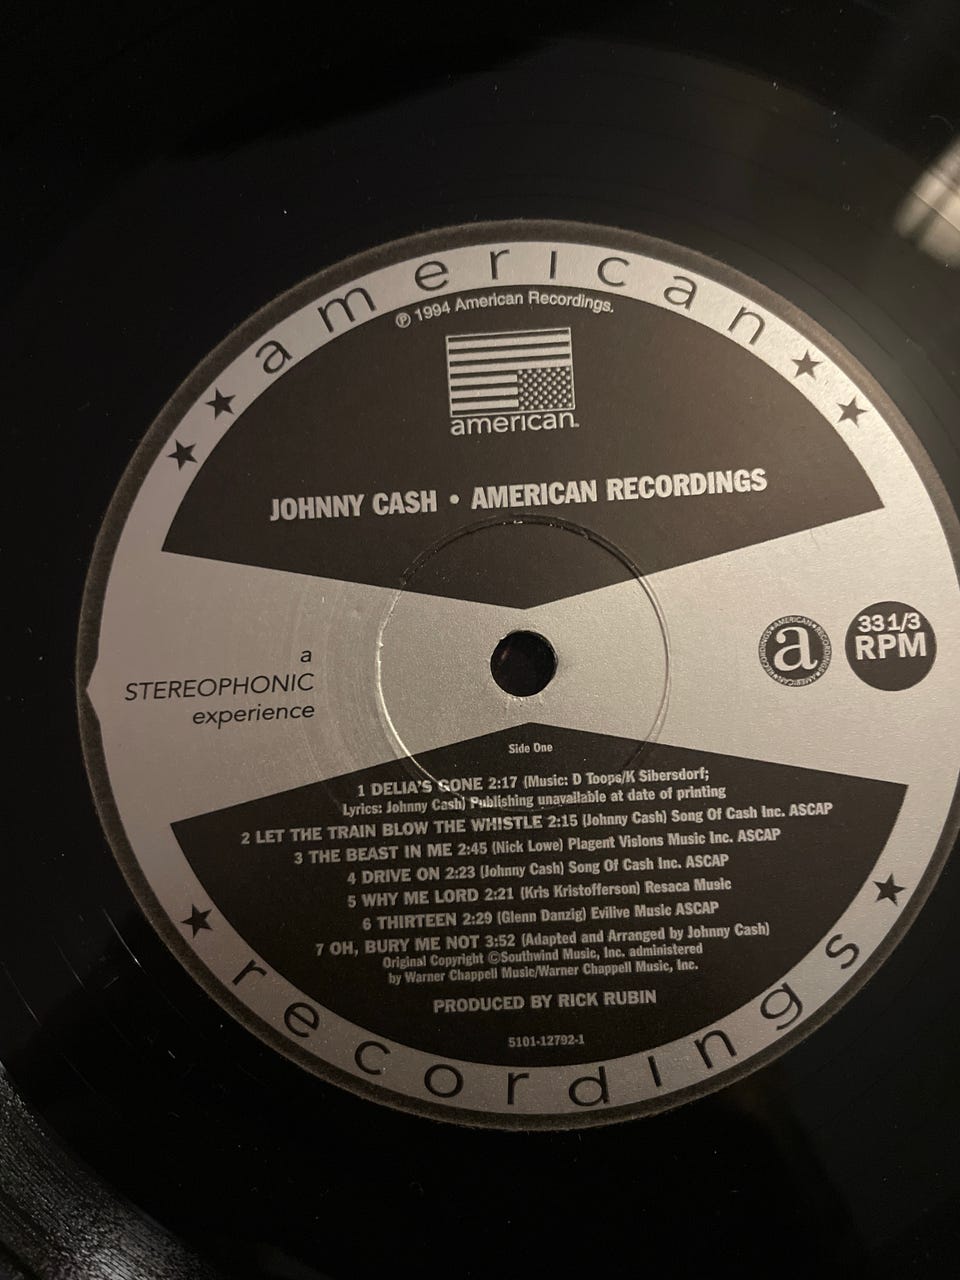 american
℗ 1994 American Recordings.
american
JOHNNY CASH • AMERICAN RECORDINGS
a
STEREOPHONIC
experience
AMERICAN RECORDINGS
a
AMERICAN RECORDINGS
33 1/3
RPM
Side One
1 DELIA'S GONE 2:17 (Music: D Toops/K Sibersdorf;
Lyrics: Johnny Cash) Publishing unavailable at date of printing
2 LET THE TRAIN BLOW THE WHISTLE 2:15 (Johnny Cash) Song Of Cash Inc. ASCAP
3 THE BEAST IN ME 2:45 (Nick Lowe) Plagent Visions Music Inc. ASCAP
4 DRIVE ON 2:23 (Johnny Cash) Song Of Cash Inc. ASCAP
5 WHY ME LORD 2:21 (Kris Kristofferson) Resaca Music
6 THIRTEEN 2:29 (Glenn Danzig) Evilive Music ASCAP
7 OH, BURY ME NOT 3:52 (Adapted and Arranged by Johnny Cash)
Original Copyright ©Southwind Music, Inc. administered
by Warner Chappell Music/Warner Chappell Music, Inc.
PRODUCED BY RICK RUBIN
5101-12792-1
recordings